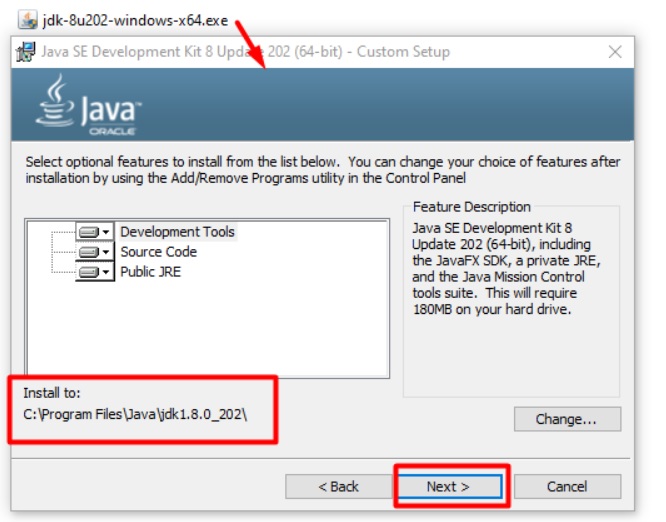 jdk-8u202-windows-x64.exe
Java SE Development Kit 8 Update 202 (64-bit) - Custom Setup
Java™
ORACLE
Select optional features to install from the list below. You can change your choice of features after
installation by using the Add/Remove Programs utility in the Control Panel
Development Tools
Source Code
Public JRE
Feature Description
Java SE Development Kit 8
Update 202 (64-bit), including
the JavaFX SDK, a private JRE,
and the Java Mission Control
tools suite. This will require
180MB on your hard drive.
Install to:
C:\Program Files\Java\jdk1.8.0_202\
Change...
< Back
Next >
Cancel